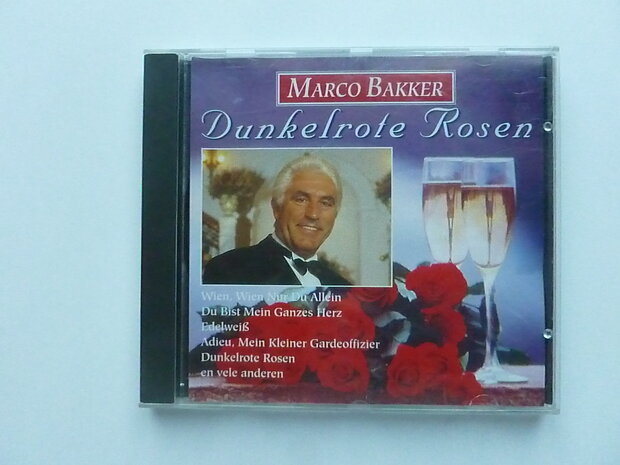 MARCO BAKKER
Dunkelrote Rosen
Wien, Wien Nur Du Allein
Du Bist Mein Ganzes Herz
Edelweiß
Adieu, Mein Kleiner Gardeoffizier
Dunkelrote Rosen
en vele anderen